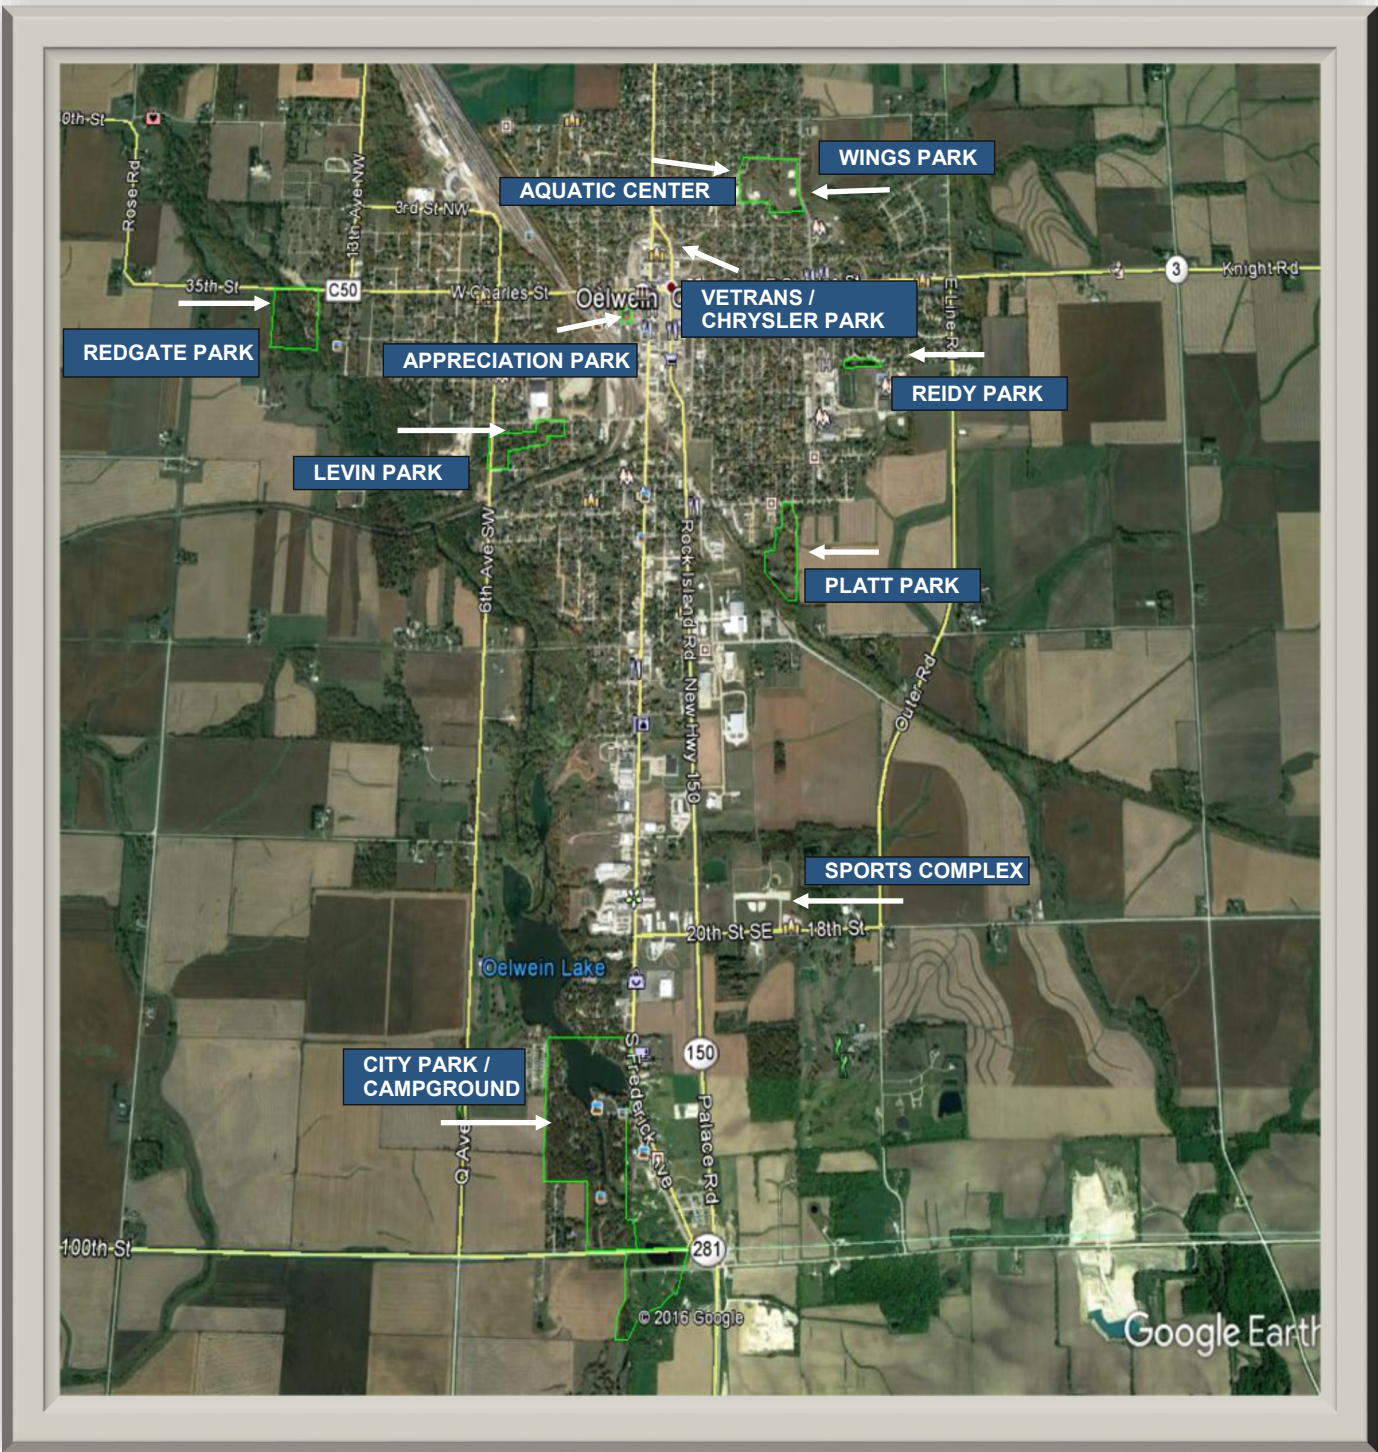 0th St
Rose Rd
13th Ave NW
3rd St NW
WINGS PARK
AQUATIC CENTER
35th St
C50
W Charles St
Oelwein
3
Knight Rd
VETRANS /
CHRYSLER PARK
REDGATE PARK
APPRECIATION PARK
REIDY PARK
LEVIN PARK
6th Ave SW
Rock Island Rd
New Hwy 150
PLATT PARK
Outer Rd
SPORTS COMPLEX
20th St SE
18th St
Oelwein Lake
CITY PARK /
CAMPGROUND
150
S Frederick Ave
Palace Rd
Q Ave
100th St
281
© 2016 Google
Google Earth